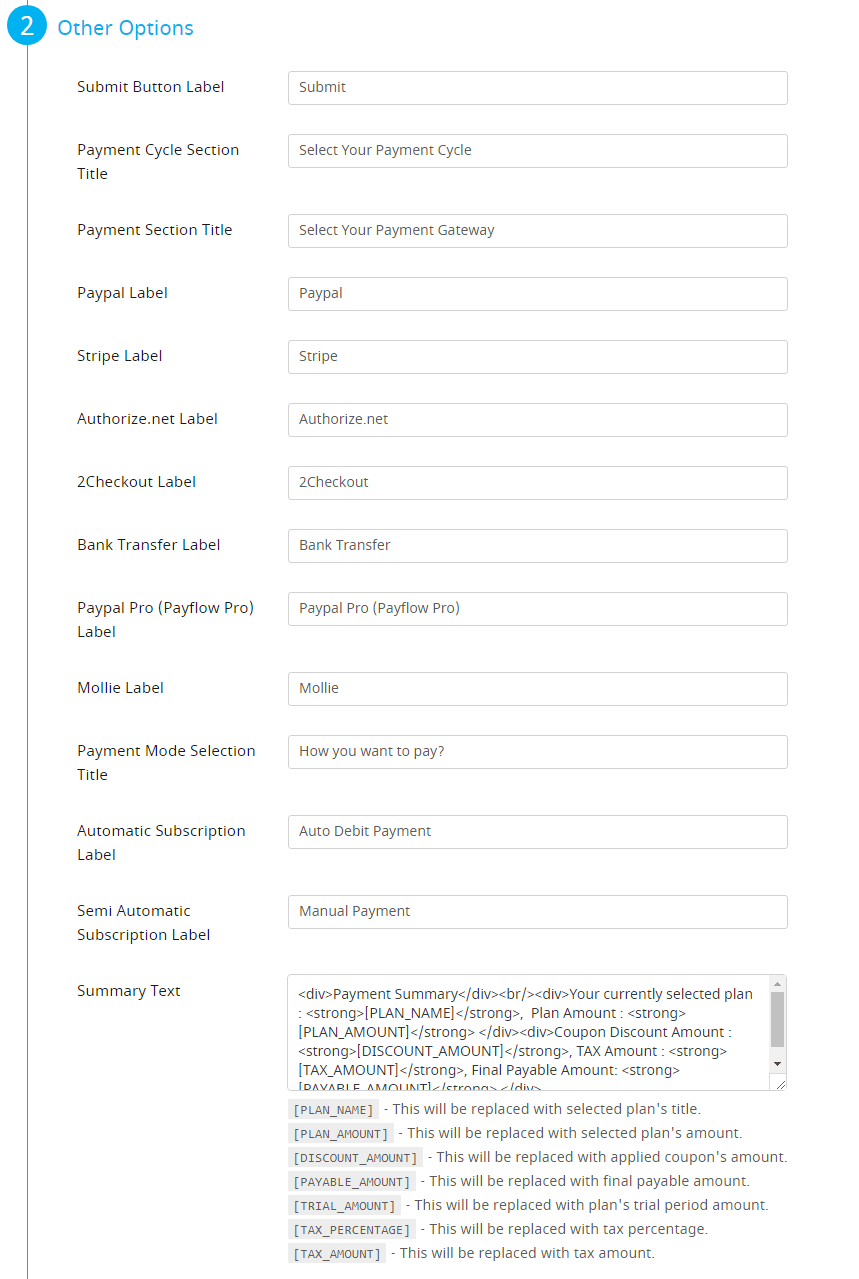 2
Other Options
Submit Button Label
Submit
Payment Cycle Section
Title
Select Your Payment Cycle
Payment Section Title
Select Your Payment Gateway
Paypal Label
Paypal
Stripe Label
Stripe
Authorize.net Label
Authorize.net
2Checkout Label
2Checkout
Bank Transfer Label
Bank Transfer
Paypal Pro (Payflow Pro)
Label
Paypal Pro (Payflow Pro)
Mollie Label
Mollie
Payment Mode Selection
Title
How you want to pay?
Automatic Subscription
Label
Auto Debit Payment
Semi Automatic
Subscription Label
Manual Payment
Summary Text
<div>Payment Summary</div><br/><div>Your currently selected plan
: <strong>[PLAN_NAME]</strong>,  Plan Amount : <strong>
[PLAN_AMOUNT]</strong> </div><div>Coupon Discount Amount :
<strong>[DISCOUNT_AMOUNT]</strong>, TAX Amount : <strong>
[TAX_AMOUNT]</strong>, Final Payable Amount: <strong>
[PAYABLE_AMOUNT]</strong> </div>
[PLAN_NAME] - This will be replaced with selected plan's title.
[PLAN_AMOUNT] - This will be replaced with selected plan's amount.
[DISCOUNT_AMOUNT] - This will be replaced with applied coupon's amount.
[PAYABLE_AMOUNT] - This will be replaced with final payable amount.
[TRIAL_AMOUNT] - This will be replaced with plan's trial period amount.
[TAX_PERCENTAGE] - This will be replaced with tax percentage.
[TAX_AMOUNT] - This will be replaced with tax amount.